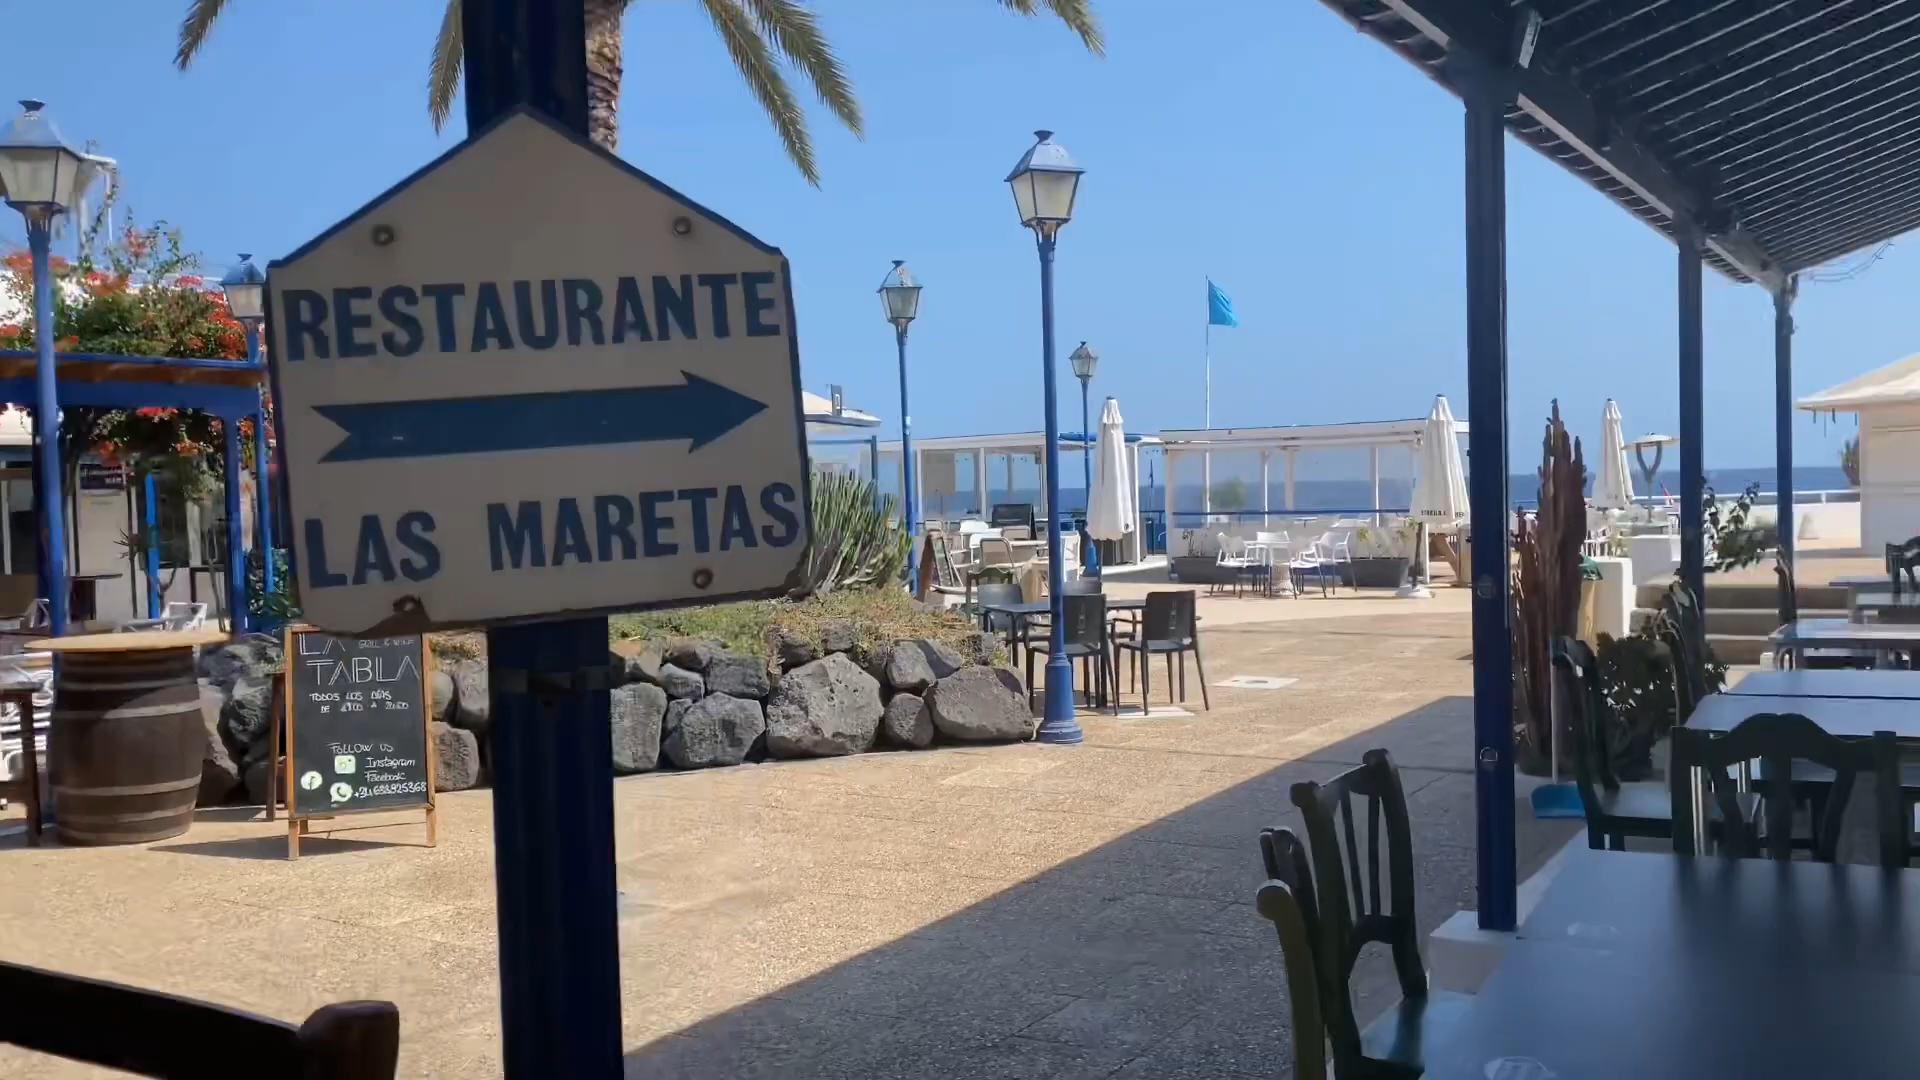 RESTAURANTE
LAS MARETAS
LA
TABLA
TODOS LOS DÍAS
FOLLOW US
Instagram
Facebook